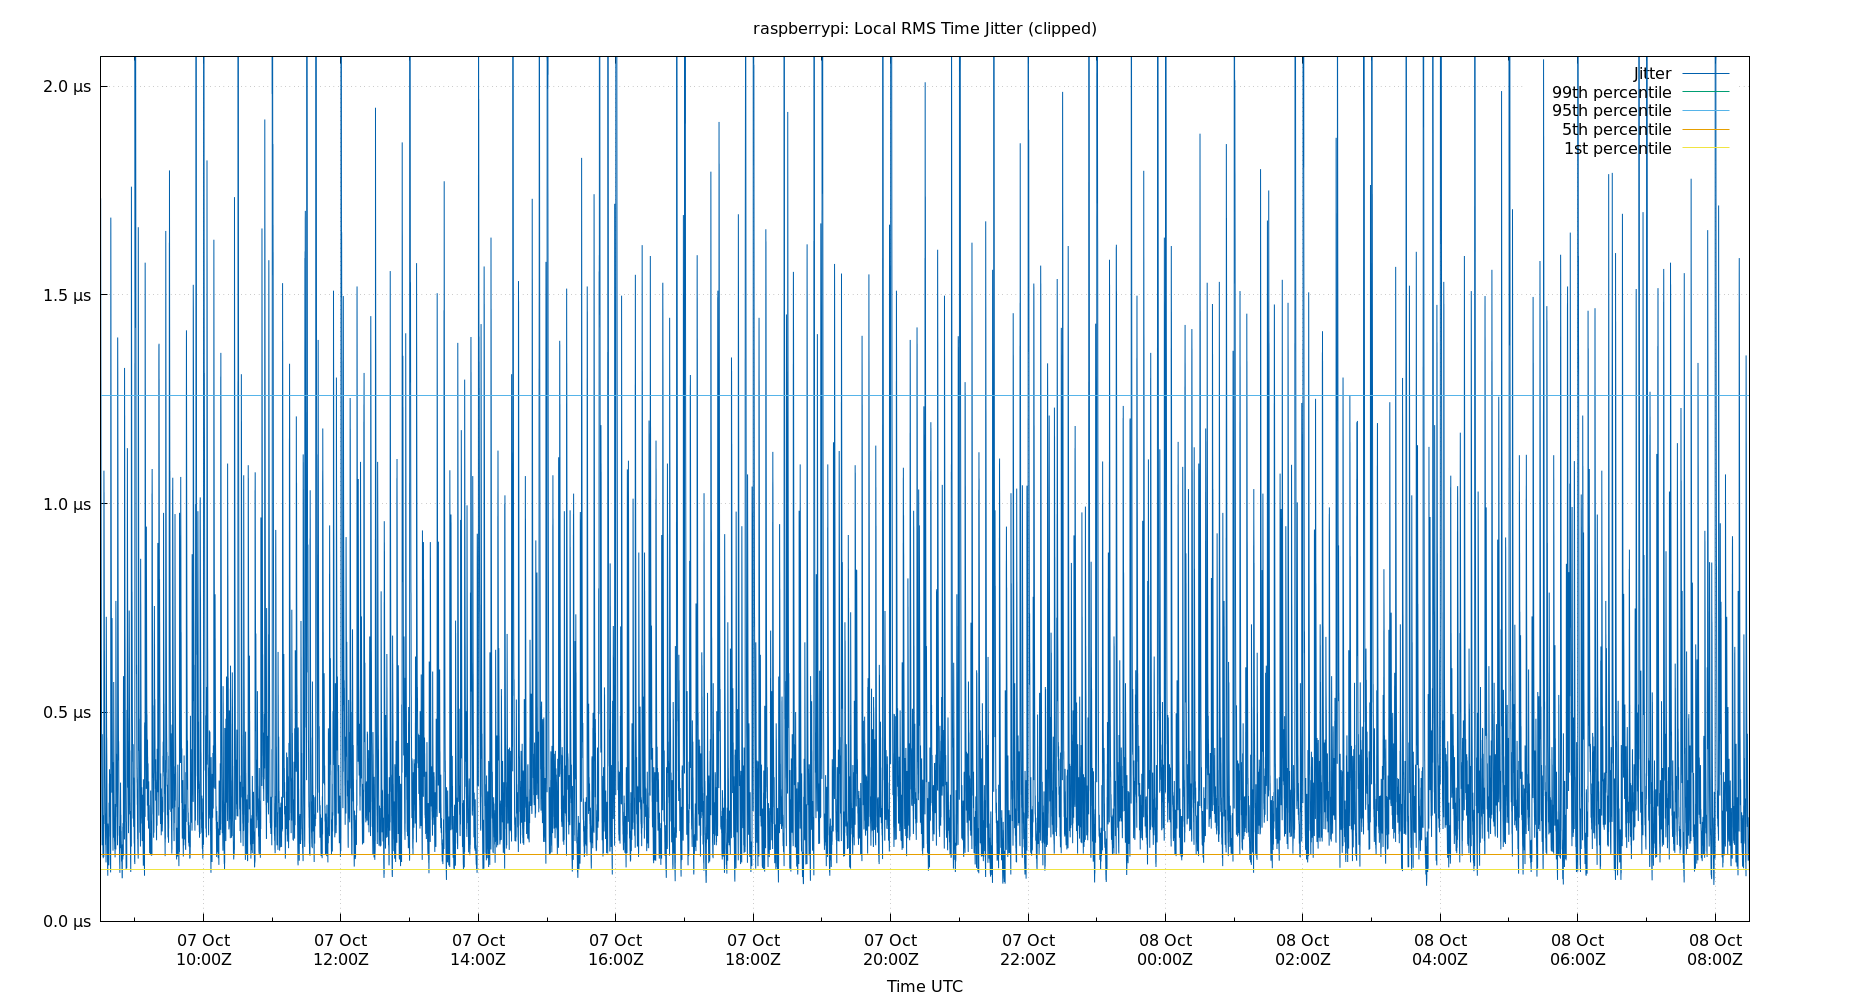 raspberrypi: Local RMS Time Jitter (clipped)
2.0 µs
1.5 µs
1.0 µs
0.5 µs
0.0 µs
Jitter
99th percentile
95th percentile
5th percentile
1st percentile
07 Oct 07 Oct 07 Oct 07 Oct 07 Oct 07 Oct 07 Oct 08 Oct 08 Oct 08 Oct 08 Oct 08 Oct
10:00Z 12:00Z 14:00Z 16:00Z 18:00Z 20:00Z 22:00Z 00:00Z 02:00Z 04:00Z 06:00Z 08:00Z
Time UTC